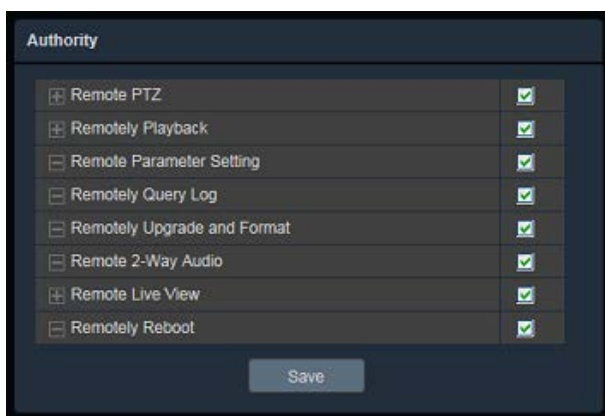 Authority
Remote PTZ
Remotely Playback
Remote Parameter Setting
Remotely Query Log
Remotely Upgrade and Format
Remote 2-Way Audio
Remote Live View
Remotely Reboot
Save